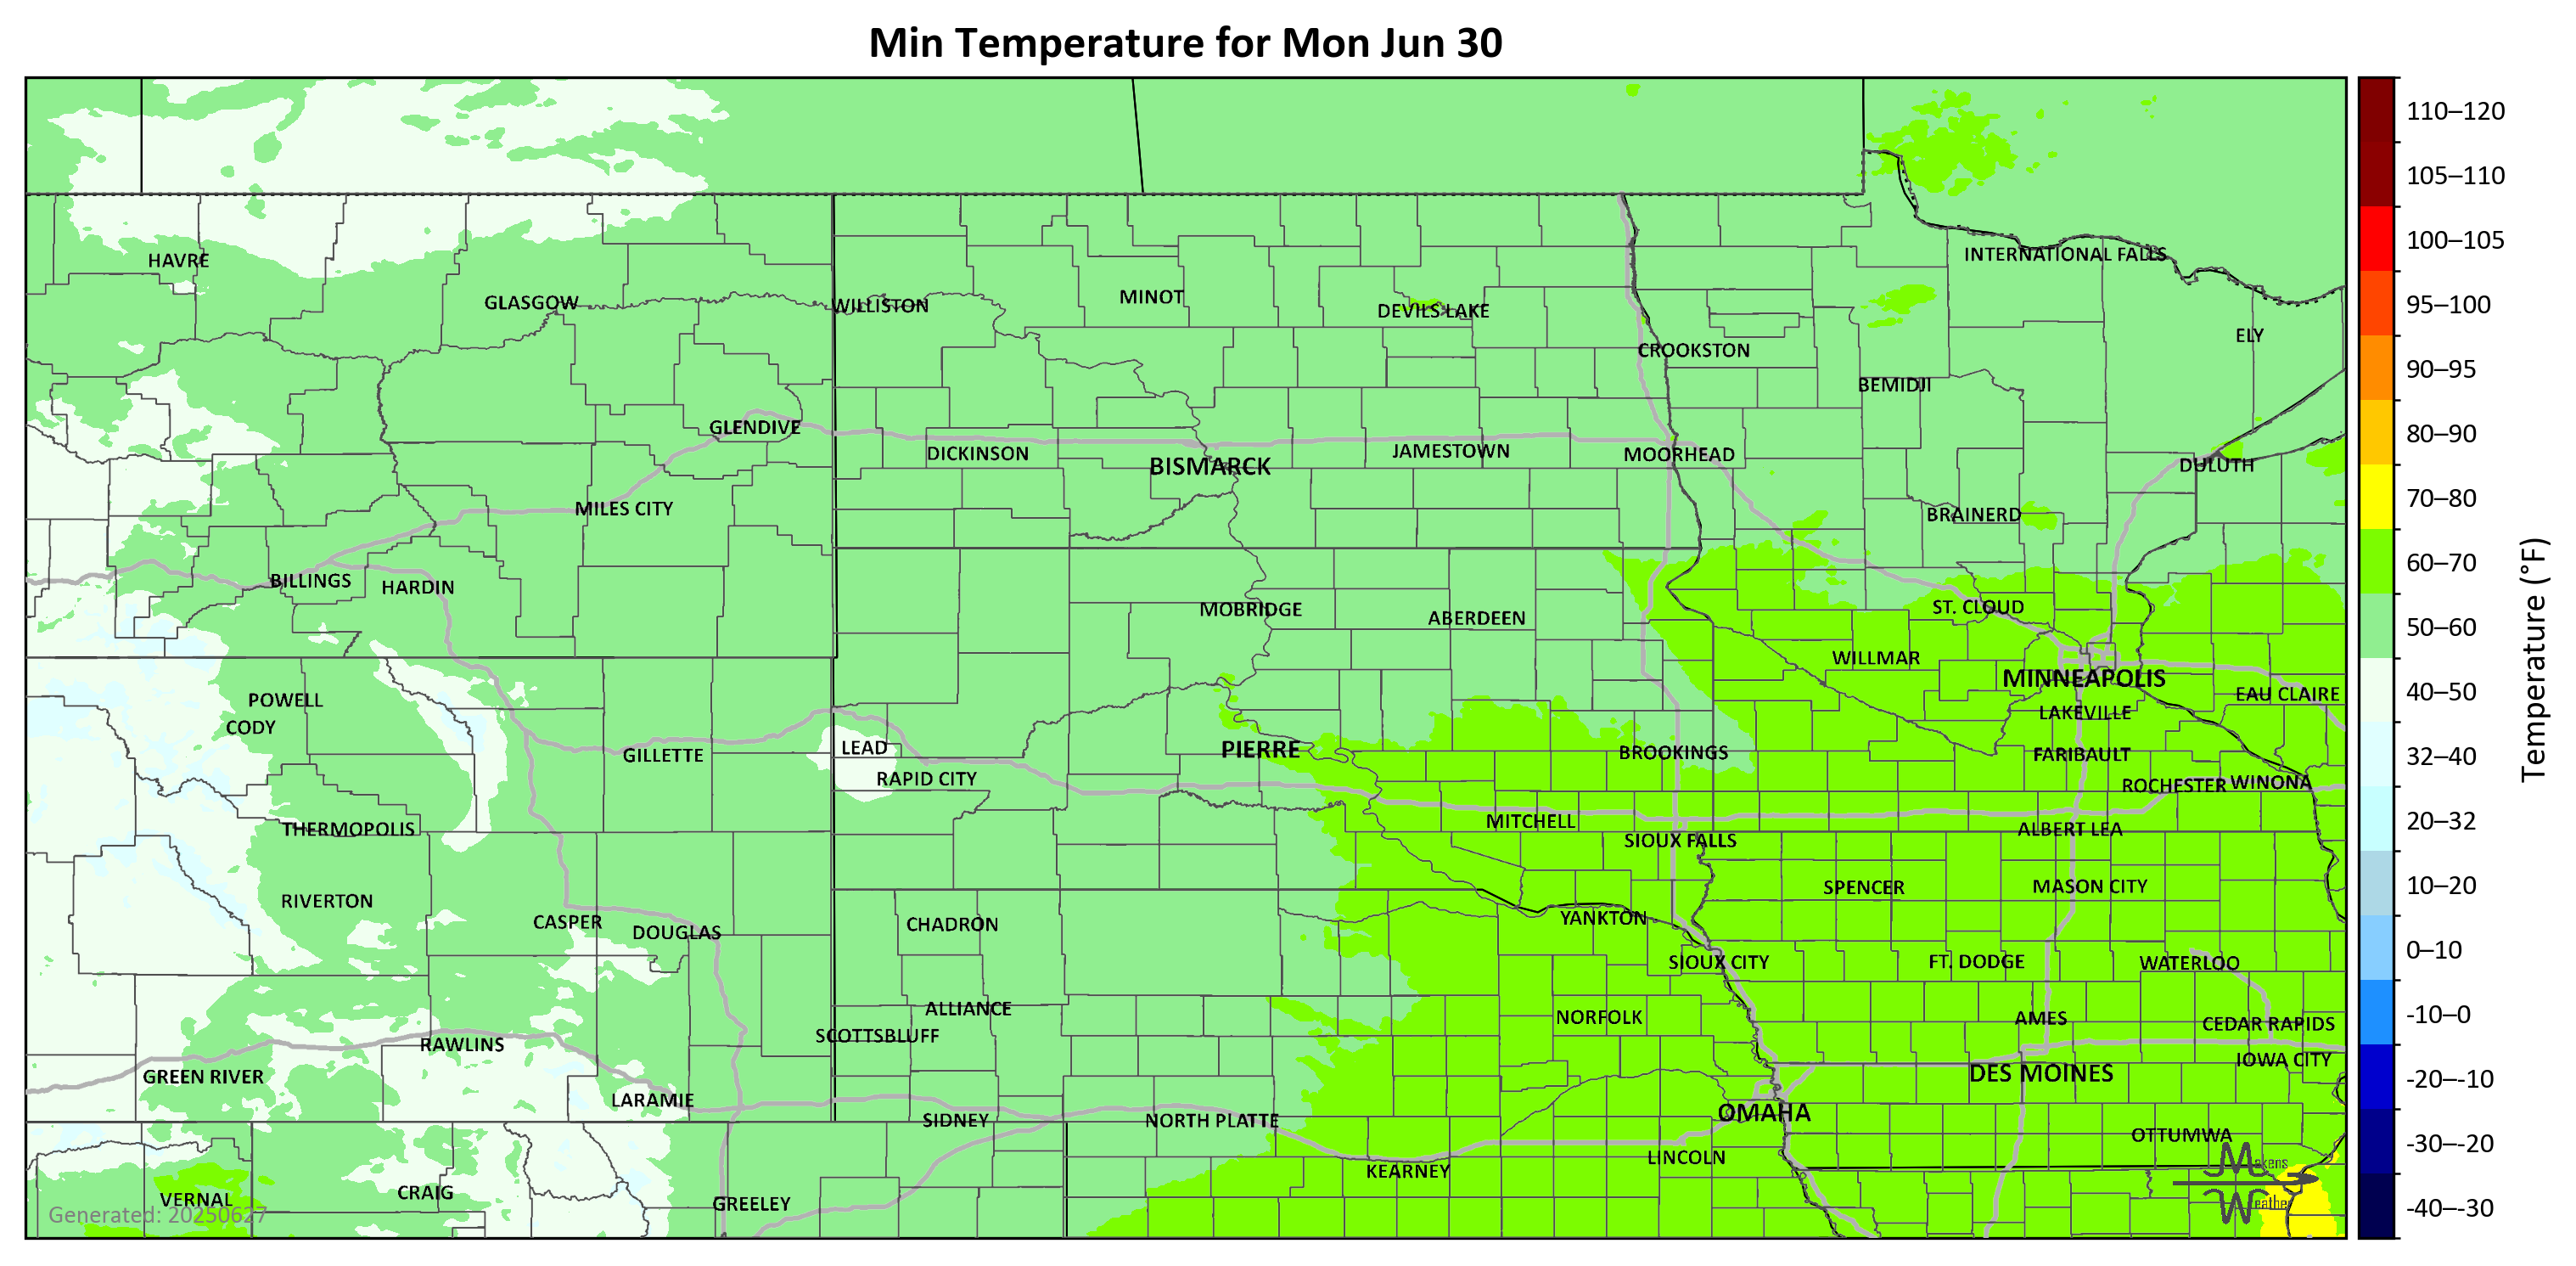 Min Temperature for Mon Jun 30
110–120
105–110
100–105
95–100
90–95
80–90
70–80
60–70
50–60
40–50
32–40
20–32
10–20
0–10
-10–0
-20–-10
-30–-20
-40–-30
Temperature (°F)
HAVRE
INTERNATIONAL FALLS
GLASGOW
WILLISTON
MINOT
DEVILS LAKE
ELY
CROOKSTON
BEMIDJI
GLENDIVE
DICKINSON
BISMARCK
JAMESTOWN
MOORHEAD
DULUTH
MILES CITY
BRAINERD
BILLINGS
HARDIN
MOBRIDGE
ABERDEEN
ST. CLOUD
WILLMAR
MINNEAPOLIS
EAU CLAIRE
POWELL
CODY
LAKEVILLE
GILLETTE
LEAD
PIERRE
BROOKINGS
FARIBAULT
RAPID CITY
ROCHESTER
WINONA
THERMOPOLIS
MITCHELL
SIOUX FALLS
ALBERT LEA
RIVERTON
SPENCER
MASON CITY
CASPER
DOUGLAS
CHADRON
YANKTON
SIOUX CITY
FT. DODGE
WATERLOO
ALLIANCE
NORFOLK
AMES
CEDAR RAPIDS
SCOTTSBLUFF
RAWLINS
IOWA CITY
GREEN RIVER
DES MOINES
LARAMIE
SIDNEY
NORTH PLATTE
OMAHA
OTTUMWA
LINCOLN
KEARNEY
VERNAL
CRAIG
GREELEY
Makens
Weather
Generated: 20250627